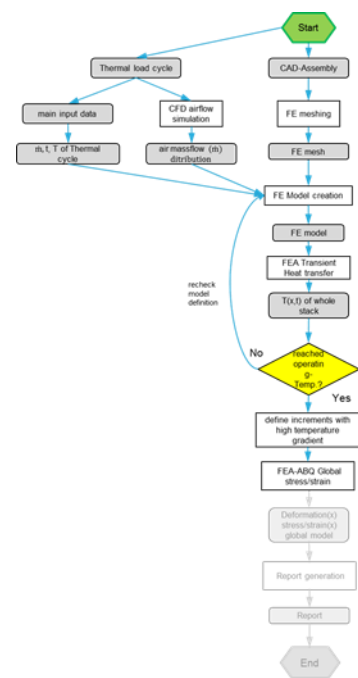 Start
Thermal load cycle
CAD-Assembly
main input data
CFD airflow
simulation
FE meshing
ṁ, t, T of Thermal
cycle
air massflow (ṁ)
ditribution
FE mesh
FE Model creation
FE model
FEA Transient
Heat transfer
recheck
model
definition
T(x,t) of whole
stack
No
reached
operatin
g-
Temp.?
Yes
define increments with
high temperature
gradient
FEA-ABQ Global
stress/strain
Deformation(x)
stress/strain(x)
global model
Report generation
Report
End